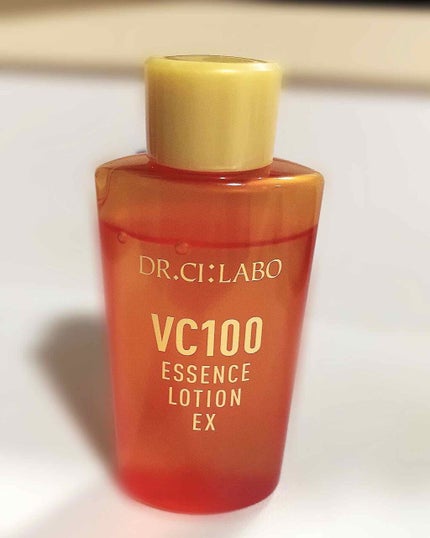 DR.CI:LABO
VC100
ESSENCE
LOTION
EX